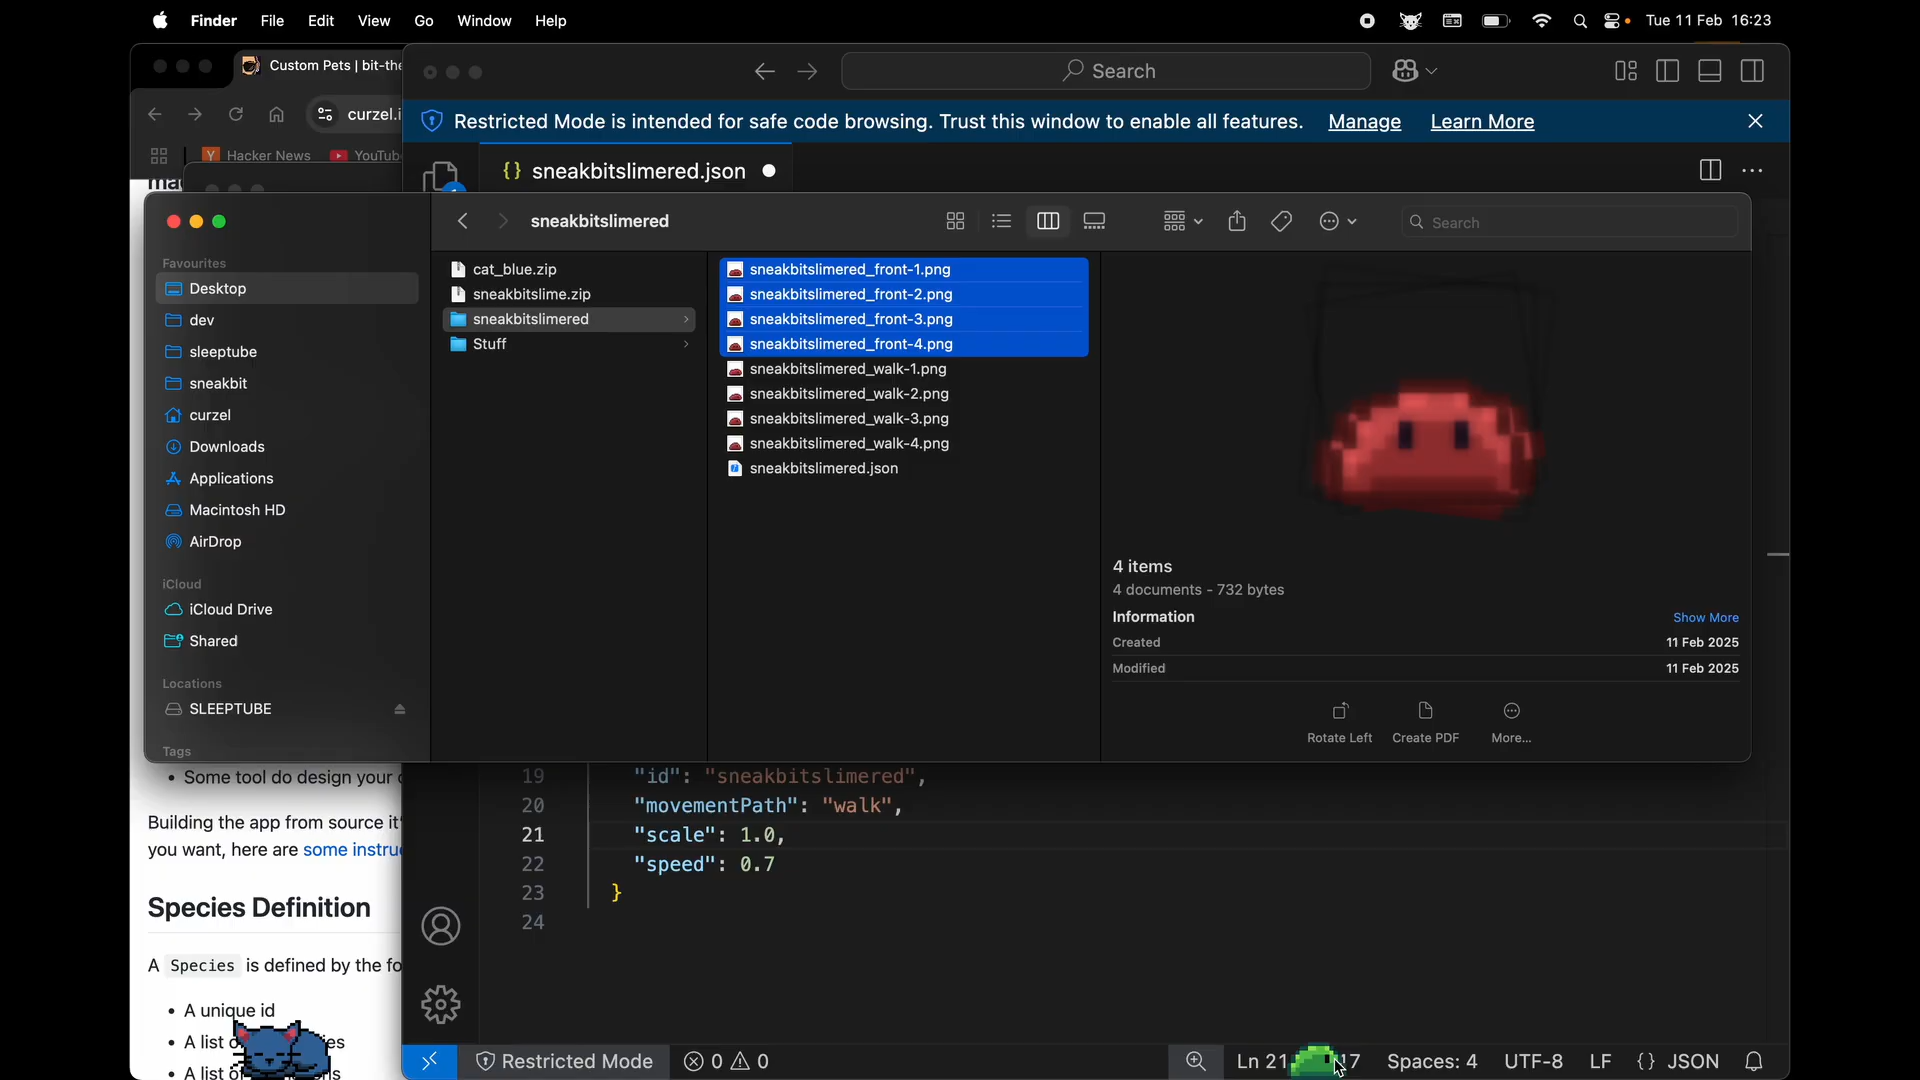 Finder File Edit View Go Window Help Tue 11 Feb 16:23
Custom Pets | bit-the
Search
curzel.i
Restricted Mode is intended for safe code browsing. Trust this window to enable all features. Manage Learn More
Hacker News YouTub
{} sneakbitslimered.json
sneakbitslimered
Search
Favourites
Desktop
dev
sleeptube
sneakbit
curzel
Downloads
Applications
Macintosh HD
AirDrop
iCloud
iCloud Drive
Shared
Locations
SLEEPTUBE
Tags
cat_blue.zip
sneakbitslime.zip
sneakbitslimered
Stuff
sneakbitslimered_front-1.png
sneakbitslimered_front-2.png
sneakbitslimered_front-3.png
sneakbitslimered_front-4.png
sneakbitslimered_walk-1.png
sneakbitslimered_walk-2.png
sneakbitslimered_walk-3.png
sneakbitslimered_walk-4.png
sneakbitslimered.json
4 items
4 documents - 732 bytes
Information Show More
Created 11 Feb 2025
Modified 11 Feb 2025
Rotate Left Create PDF More...
• Some tool do design your
Building the app from source it'
you want, here are some instru
Species Definition
A Species is defined by the fo
• A unique id
• A list
• A list
19 "id": "sneakbitslimered",
20 "movementPath": "walk",
21 "scale": 1.0,
22 "speed": 0.7
23 }
24
Restricted Mode 0 0 Ln 21 Spaces: 4 UTF-8 LF {} JSON